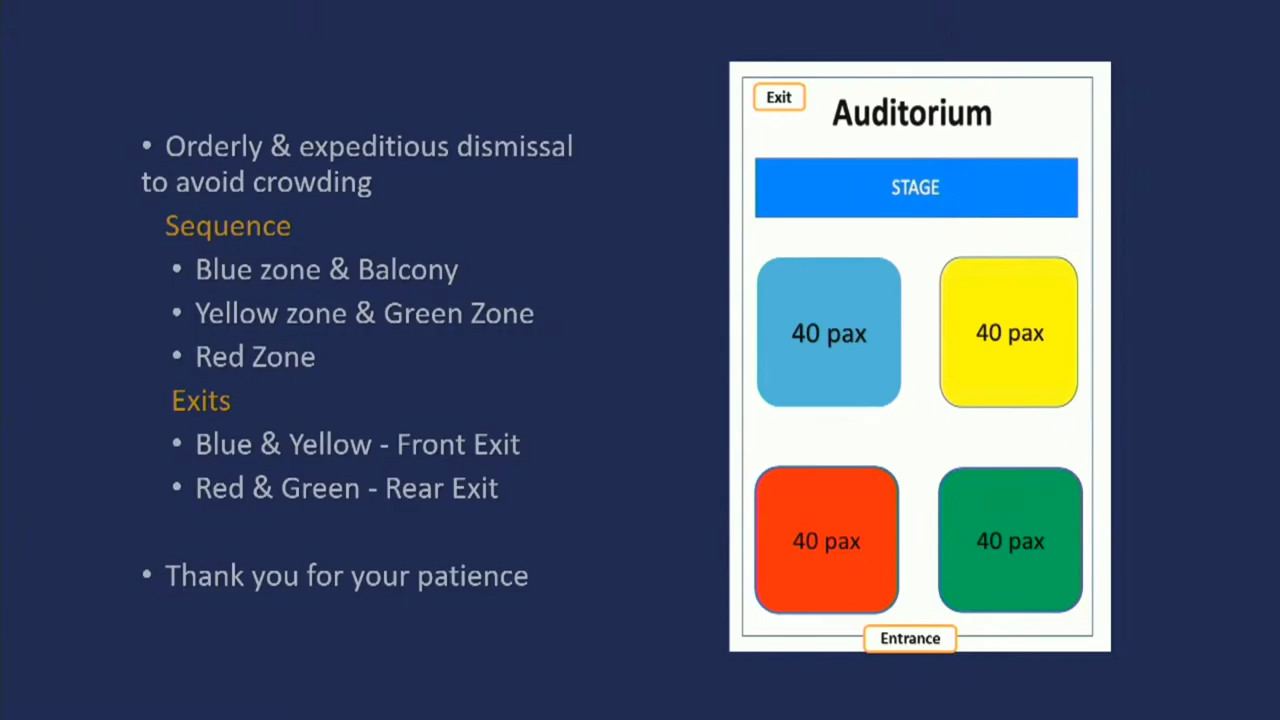 • Orderly & expeditious dismissal
to avoid crowding
Sequence
• Blue zone & Balcony
• Yellow zone & Green Zone
• Red Zone
Exits
• Blue & Yellow - Front Exit
• Red & Green - Rear Exit
• Thank you for your patience
Exit
Auditorium
STAGE
40 pax
40 pax
40 pax
40 pax
Entrance